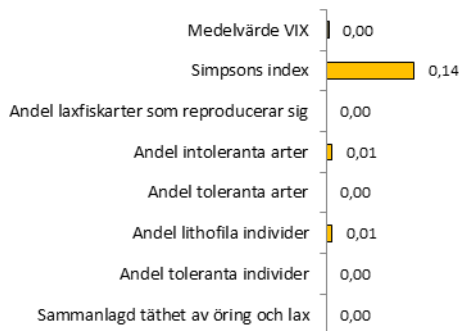 Medelvärde VIX 0,00
Simpsons index 0,14
Andel laxfiskarter som reproducerar sig 0,00
Andel intoleranta arter 0,01
Andel toleranta arter 0,00
Andel lithofila individer 0,01
Andel toleranta individer 0,00
Sammanlagd täthet av öring och lax 0,00